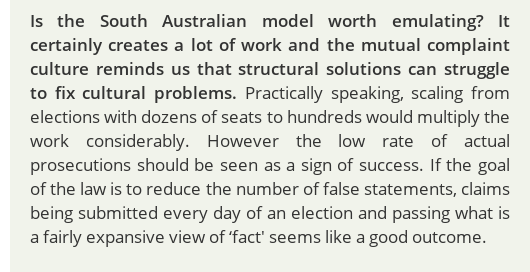 Is the South Australian model worth emulating? It
certainly creates a lot of work and the mutual complaint
culture reminds us that structural solutions can struggle
to fix cultural problems. Practically speaking, scaling from
elections with dozens of seats to hundreds would multiply the
work considerably. However the low rate of actual
prosecutions should be seen as a sign of success. If the goal
of the law is to reduce the number of false statements, claims
being submitted every day of an election and passing what is
a fairly expansive view of ‘fact' seems like a good outcome.